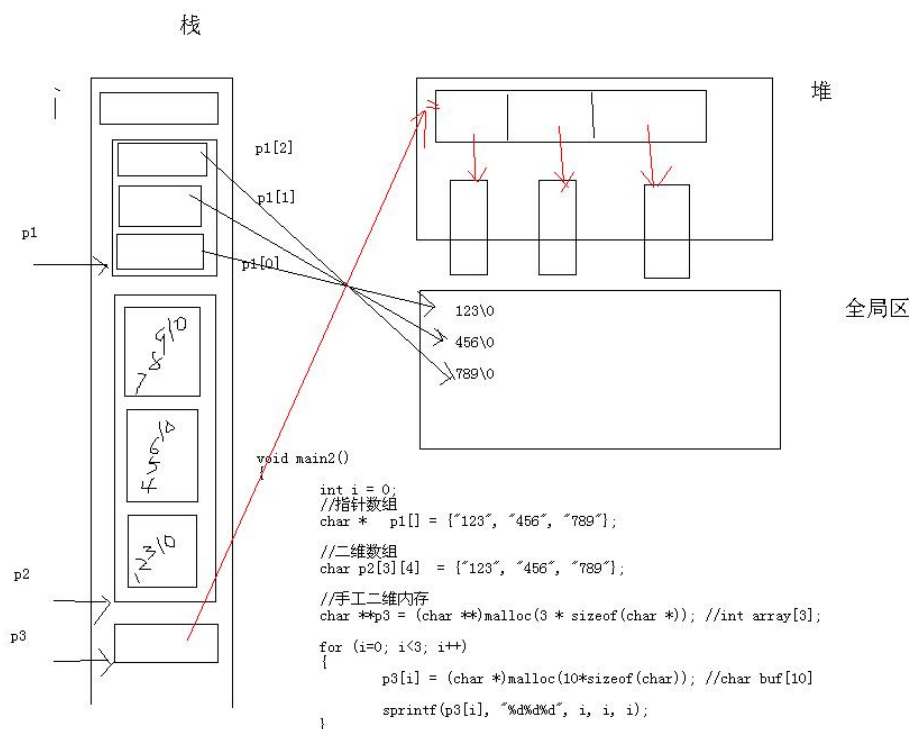 栈
i
堆
p1[2]
p1[1]
p1
p1[0]
全局区
123\0
456\0
789\0
789\0
456\0
123\0
p2
p3
void main2()
{
int i = 0;
//指针数组
char * p1[] = {"123", "456", "789"};
//二维数组
char p2[3][4] = {"123", "456", "789"};
//手工二维内存
char **p3 = (char **)malloc(3 * sizeof(char *)); //int array[3];
for (i=0; i<3; i++)
{
p3[i] = (char *)malloc(10*sizeof(char)); //char buf[10]
sprintf(p3[i], "%d%d%d", i, i, i);
}